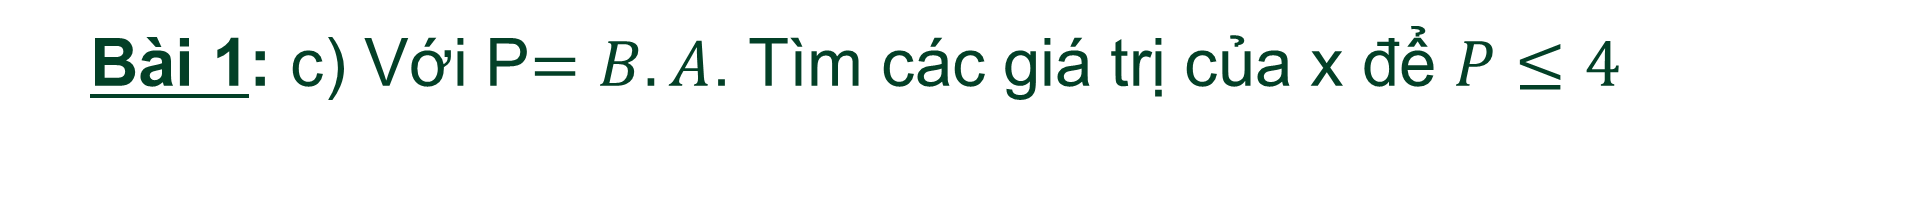 Bài 1: c) Với P= B. A. Tìm các giá trị của x để P ≤ 4